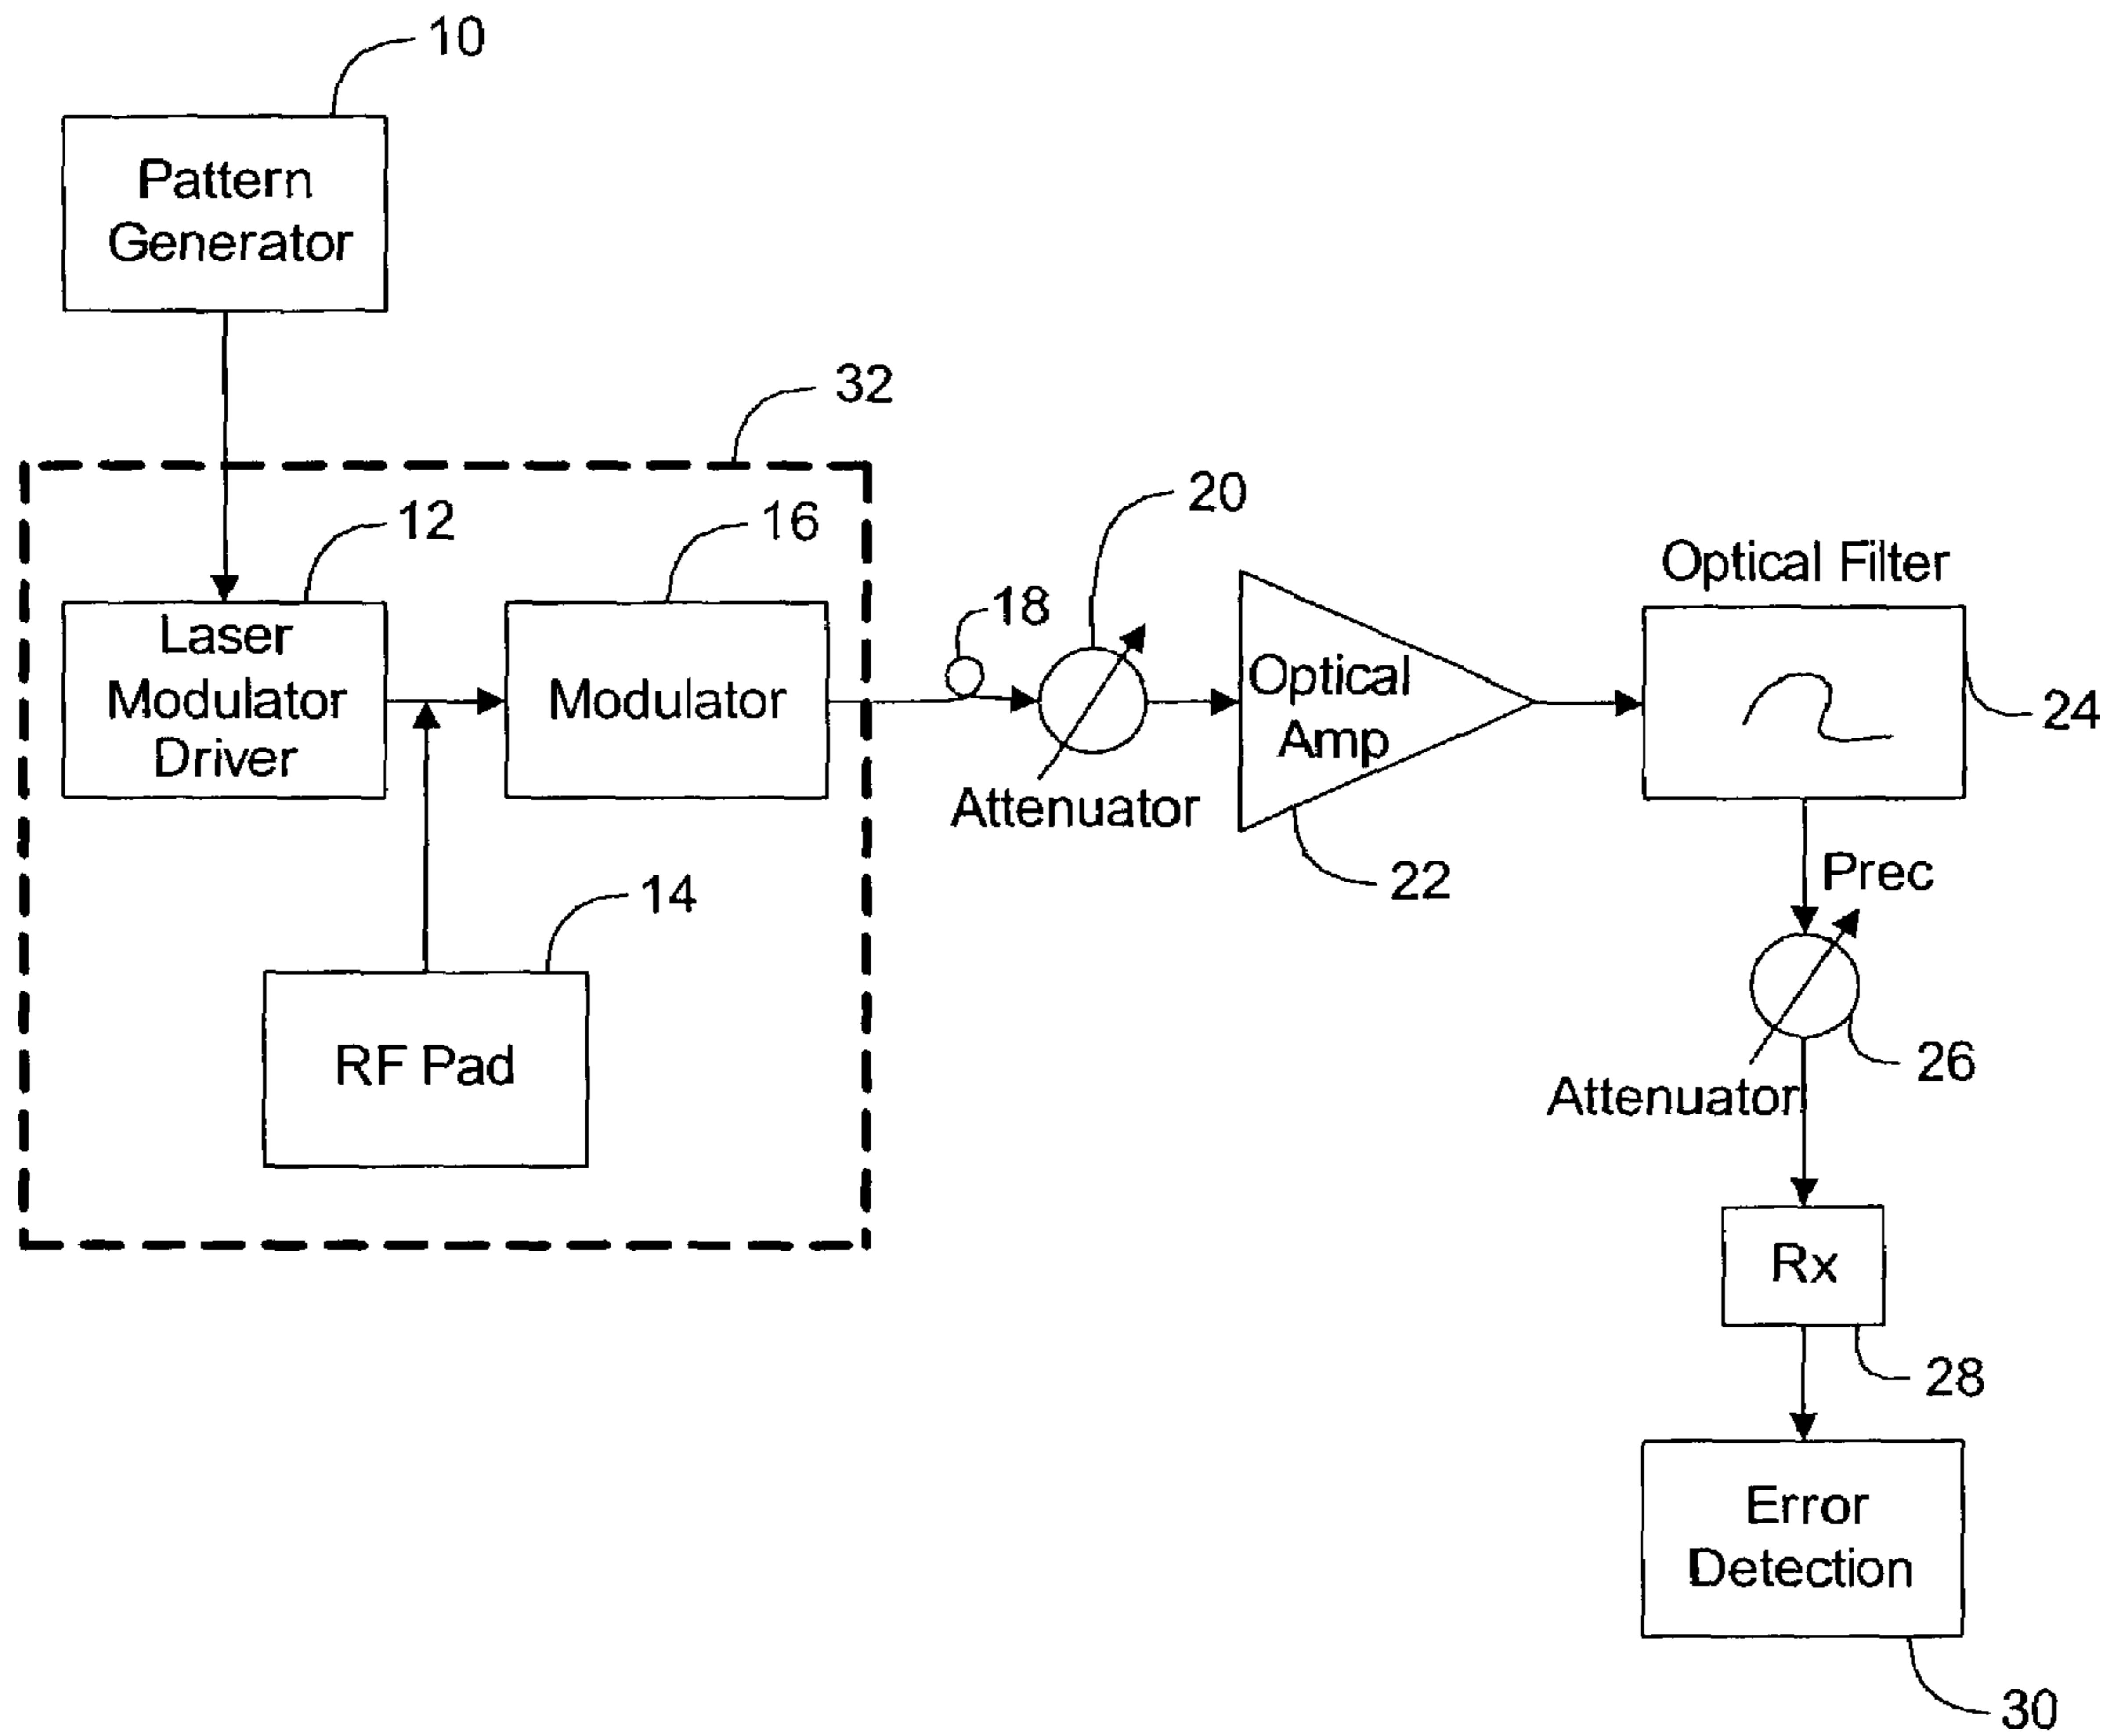 10
Pattern
Generator
32
12
16
20
18
Optical Filter
Laser
Modulator
Driver
Modulator
Optical
Amp
24
Attenuator
22
Prec
14
RF Pad
26
Attenuator
Rx
28
Error
Detection
30